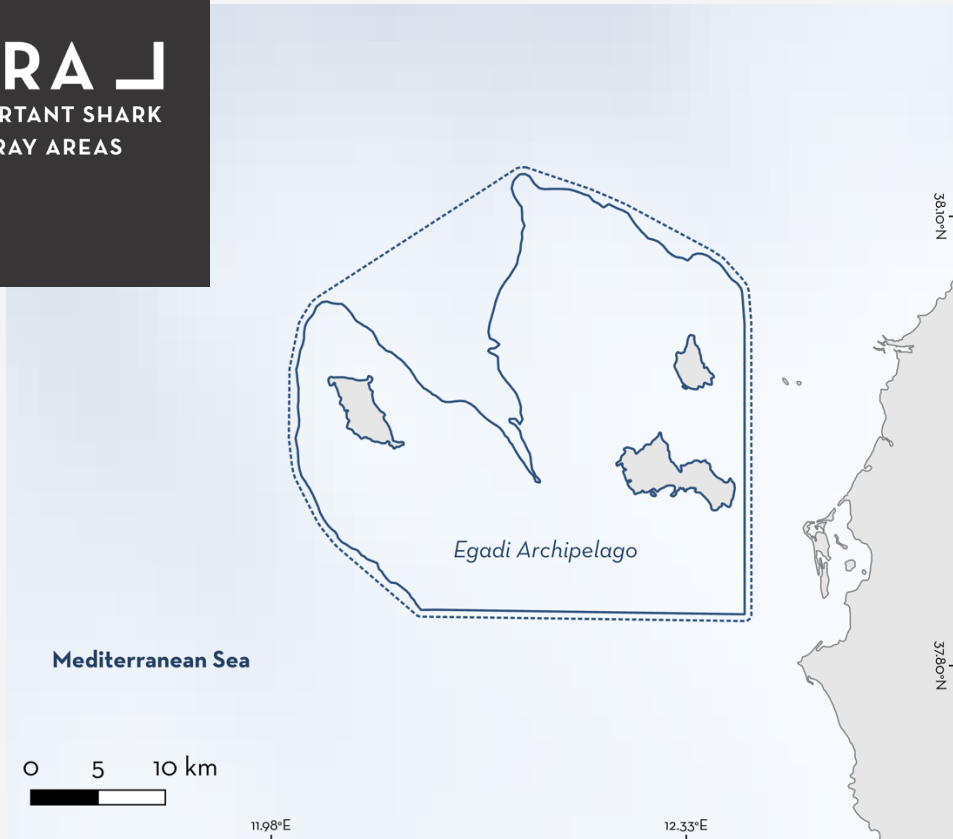 RA
RTANT SHARK
RAY AREAS
38.10°N
Egadi Archipelago
37.80°N
Mediterranean Sea
0 5 10 km
11.98°E 12.33°E